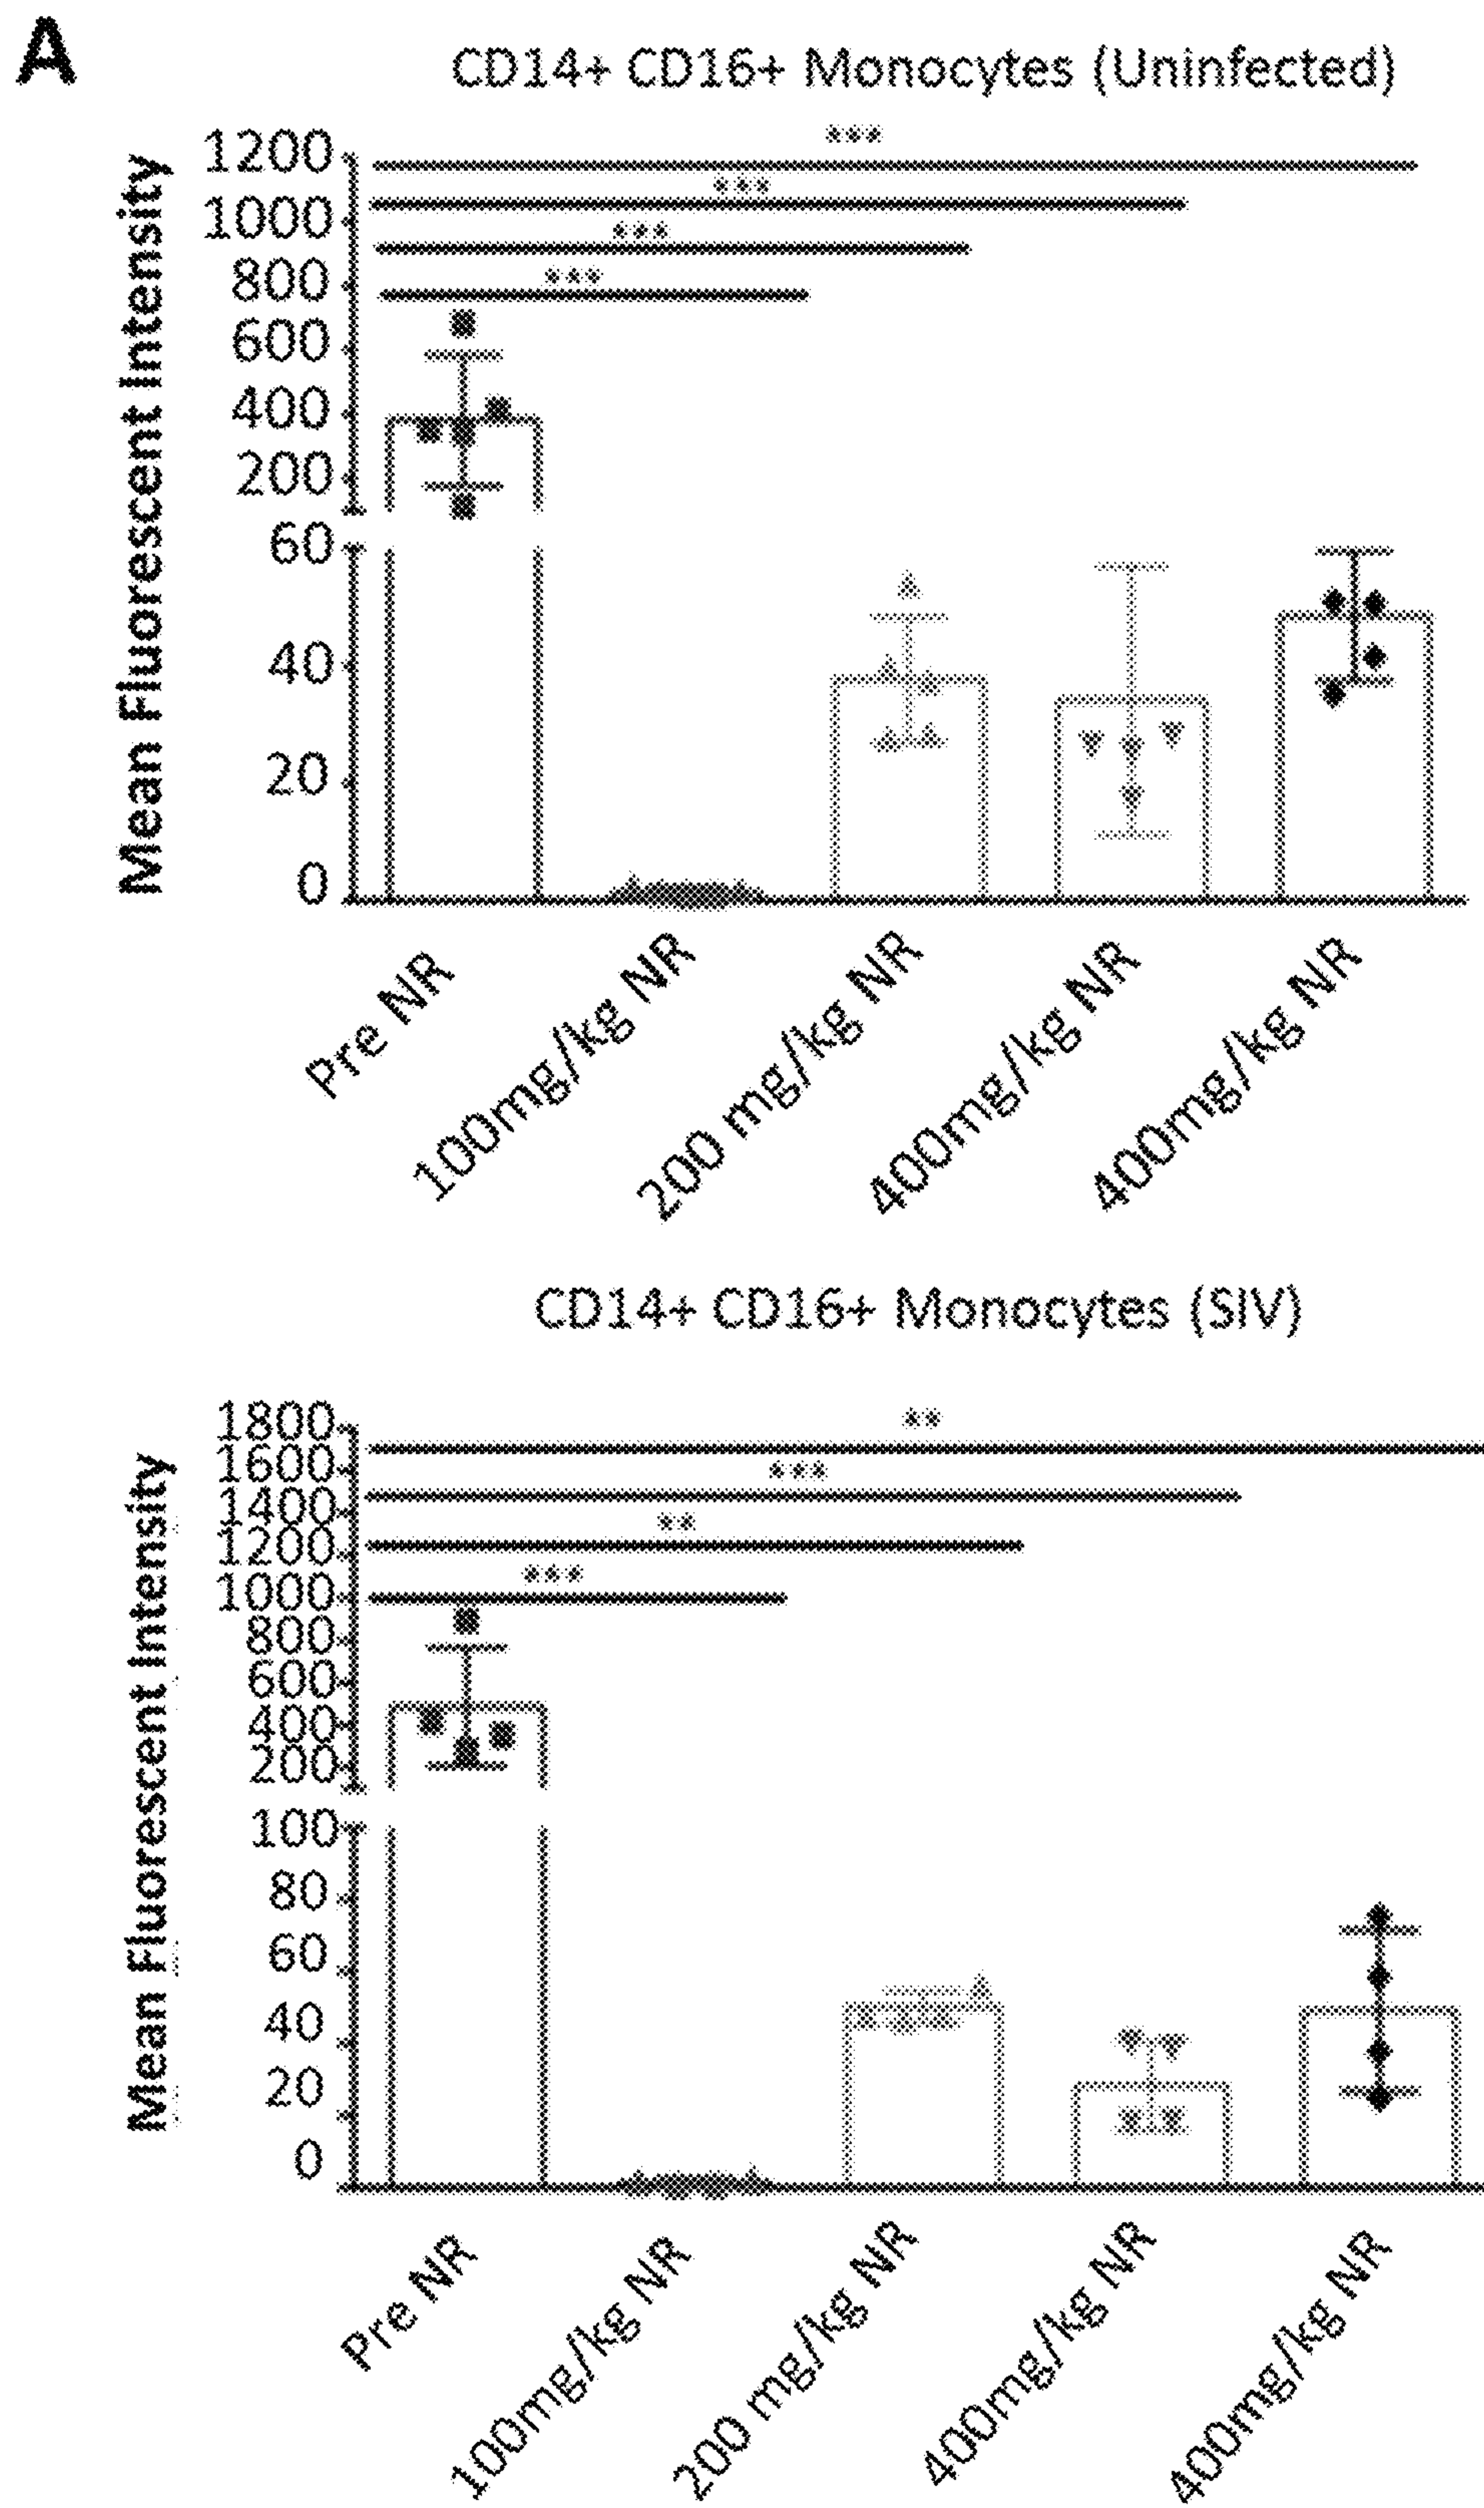 A
CD14+ CD16+ Monocytes (Uninfected)
***
***
***
***
Mean Fluorescent Intensity
1200
1000
800
600
400
200
60
40
20
0
Pre NR
100mg/kg NR
200 mg/kg NR
400mg/kg NR
400mg/kg NR
CD14+ CD16+ Monocytes (SIV)
**
***
**
***
Mean Fluorescent Intensity
1800
1600
1400
1200
1000
800
600
400
200
100
80
60
40
20
0
Pre NR
100mg/kg NR
200 mg/kg NR
400mg/kg NR
400mg/kg NR